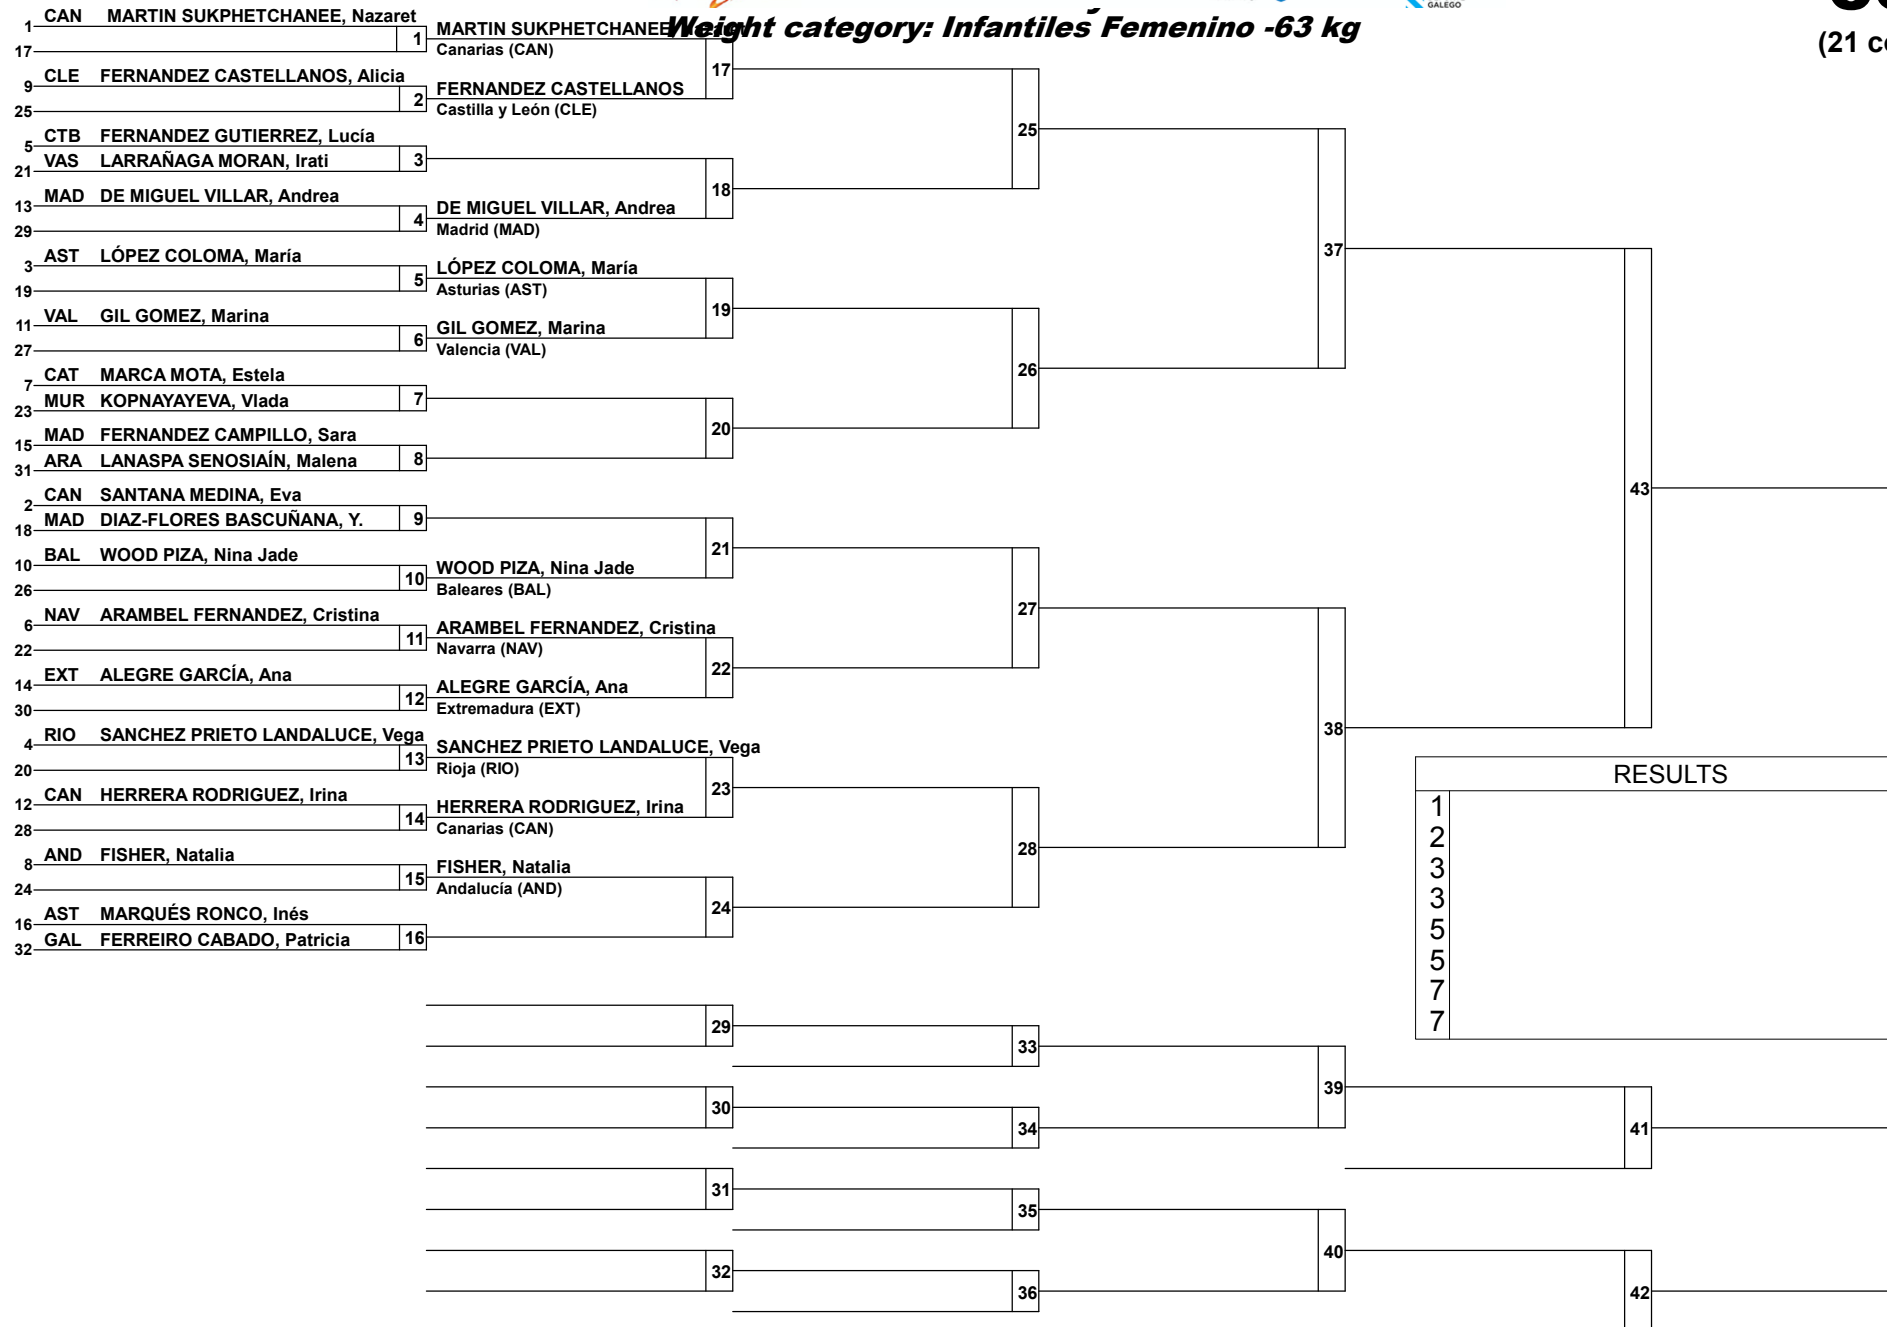 GALEGO
Weight category: Infantiles Femenino -63 kg
(21
1 CAN MARTIN SUKPHETCHANEE, Nazaret
17
1 MARTIN SUKPHETCHANEE
Canarias (CAN)
9 CLE FERNANDEZ CASTELLANOS, Alicia
25
2 FERNANDEZ CASTELLANOS
Castilla y León (CLE)
17
5 CTB FERNANDEZ GUTIERREZ, Lucía
21 VAS LARRAÑAGA MORAN, Irati
3
13 MAD DE MIGUEL VILLAR, Andrea
29
4 DE MIGUEL VILLAR, Andrea
Madrid (MAD)
18
25
3 AST LÓPEZ COLOMA, María
19
5 LÓPEZ COLOMA, María
Asturias (AST)
11 VAL GIL GOMEZ, Marina
27
6 GIL GOMEZ, Marina
Valencia (VAL)
19
7 CAT MARCA MOTA, Estela
23 MUR KOPNAYAYEVA, Vlada
7
15 MAD FERNANDEZ CAMPILLO, Sara
31 ARA LANASPA SENOSIAÍN, Malena
8
20
26
37
2 CAN SANTANA MEDINA, Eva
18 MAD DIAZ-FLORES BASCUÑANA, Y.
9
10 BAL WOOD PIZA, Nina Jade
26
10 WOOD PIZA, Nina Jade
Baleares (BAL)
21
6 NAV ARAMBEL FERNANDEZ, Cristina
22
11 ARAMBEL FERNANDEZ, Cristina
Navarra (NAV)
14 EXT ALEGRE GARCÍA, Ana
30
12 ALEGRE GARCÍA, Ana
Extremadura (EXT)
22
27
4 RIO SANCHEZ PRIETO LANDALUCE, Vega
20
13 SANCHEZ PRIETO LANDALUCE, Vega
Rioja (RIO)
12 CAN HERRERA RODRIGUEZ, Irina
28
14 HERRERA RODRIGUEZ, Irina
Canarias (CAN)
23
8 AND FISHER, Natalia
24
15 FISHER, Natalia
Andalucía (AND)
16 AST MARQUÉS RONCO, Inés
32 GAL FERREIRO CABADO, Patricia
16
24
28
38
43
RESULTS
1
2
3
3
5
5
7
7
29
33
30
34
39
41
31
35
32
36
40
42